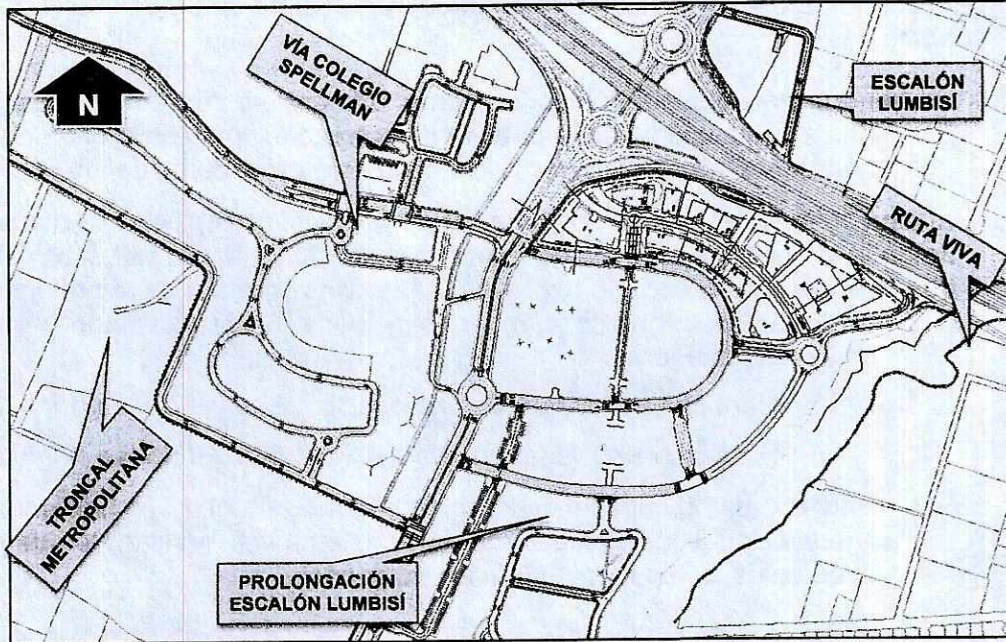 VÍA COLEGIO
SPELLMAN
ESCALÓN
LUMBISÍ
N
RUTA VIVA
TRONCAL
METROPOLITANA
PROLONGACIÓN
ESCALÓN LUMBISÍ